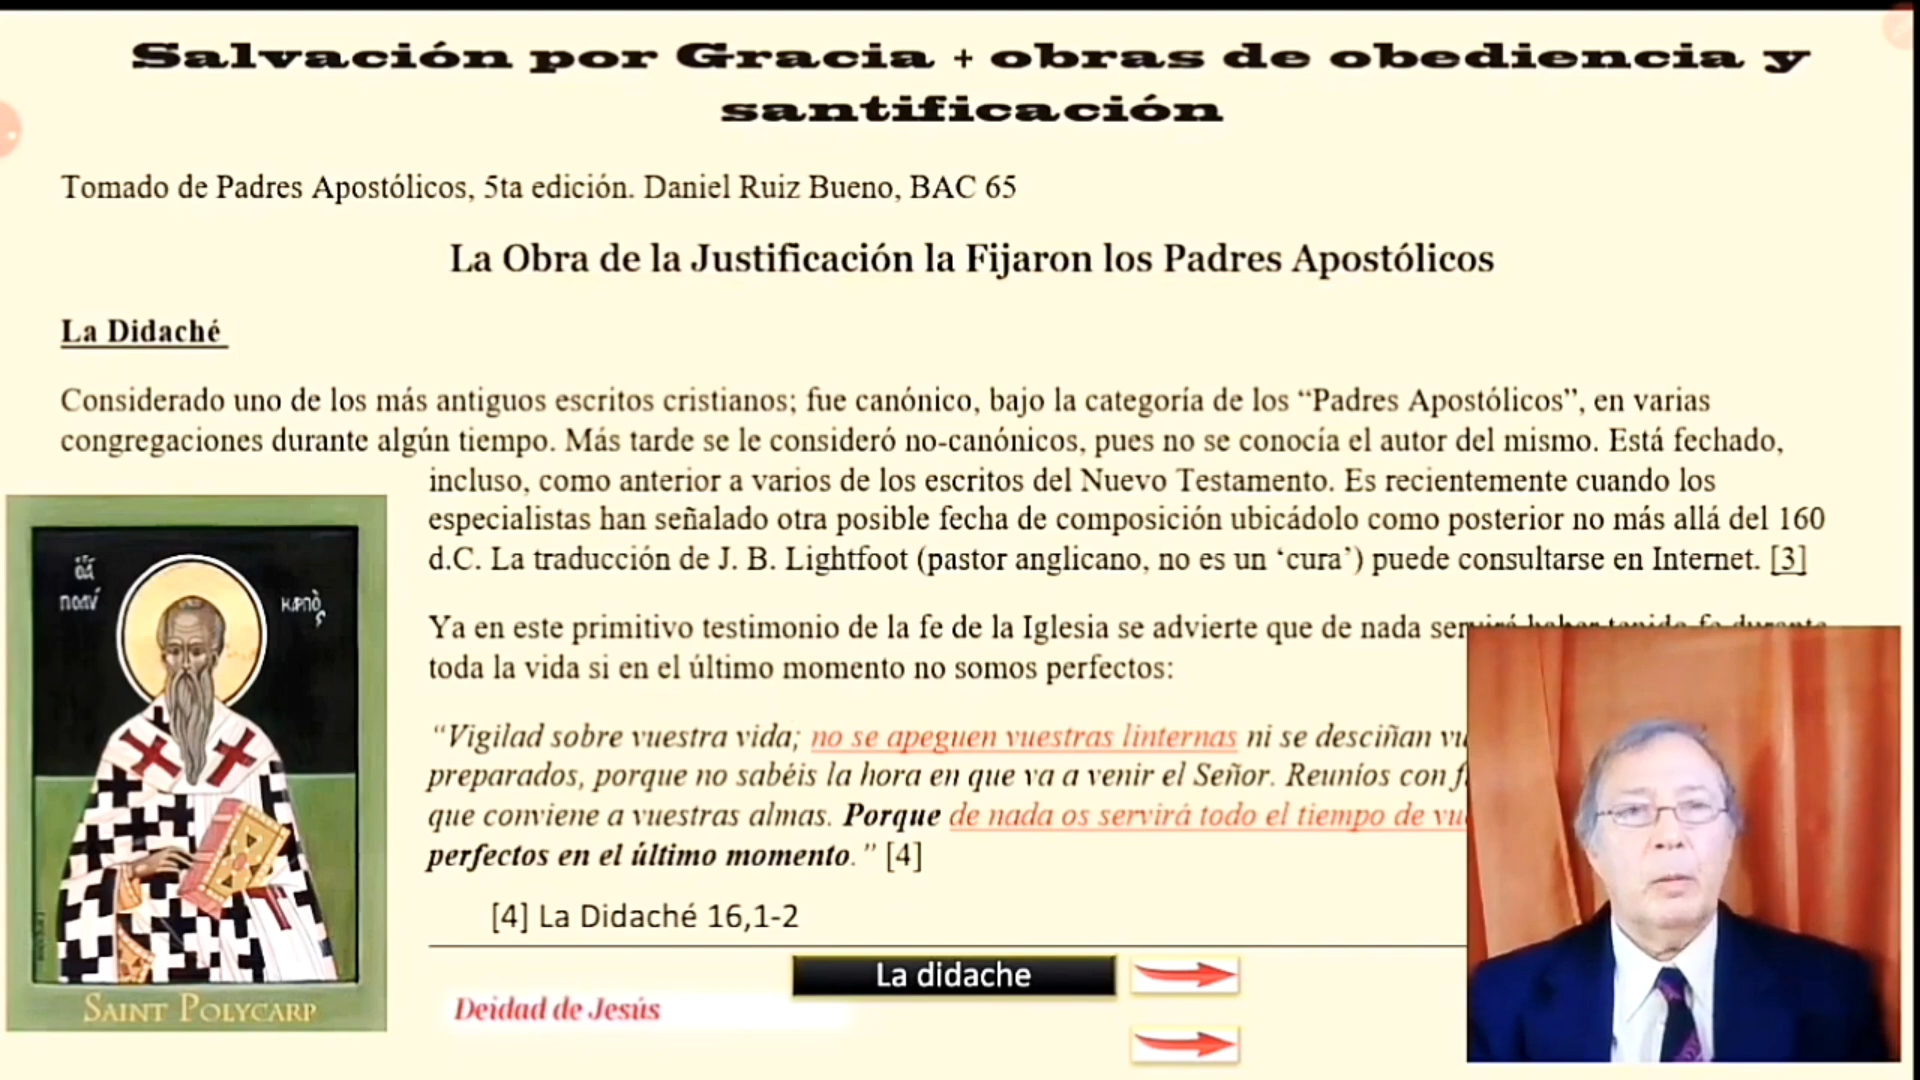 Salvación por Gracia + obras de obediencia y
santificación
Tomado de Padres Apostólicos, 5ta edición. Daniel Ruiz Bueno, BAC 65
La Obra de la Justificación la Fijaron los Padres Apostólicos
La Didaché
Considerado uno de los más antiguos escritos cristianos; fue canónico, bajo la categoría de los “Padres Apostólicos”, en varias
congregaciones durante algún tiempo. Más tarde se le consideró no-canónicos, pues no se conocía el autor del mismo. Está fechado,
incluso, como anterior a varios de los escritos del Nuevo Testamento. Es recientemente cuando los
especialistas han señalado otra posible fecha de composición ubicádolo como posterior no más allá del 160
d.C. La traducción de J. B. Lightfoot (pastor anglicano, no es un ‘cura’) puede consultarse en Internet. [3]
Ya en este primitivo testimonio de la fe de la Iglesia se advierte que de nada servirá haber tenido fe durante
toda la vida si en el último momento no somos perfectos:
“Vigilad sobre vuestra vida; no se apeguen vuestras linternas ni se desciñan
preparados, porque no sabéis la hora en que va a venir el Señor. Reuníos con
que conviene a vuestras almas. Porque de nada os servirá todo el tiempo de
perfectos en el último momento.” [4]
[4] La Didaché 16,1-2
La didache
Deidad de Jesús
ΠΟΛΥ
ΚΑΡΠΟς
SAINT POLYCARP